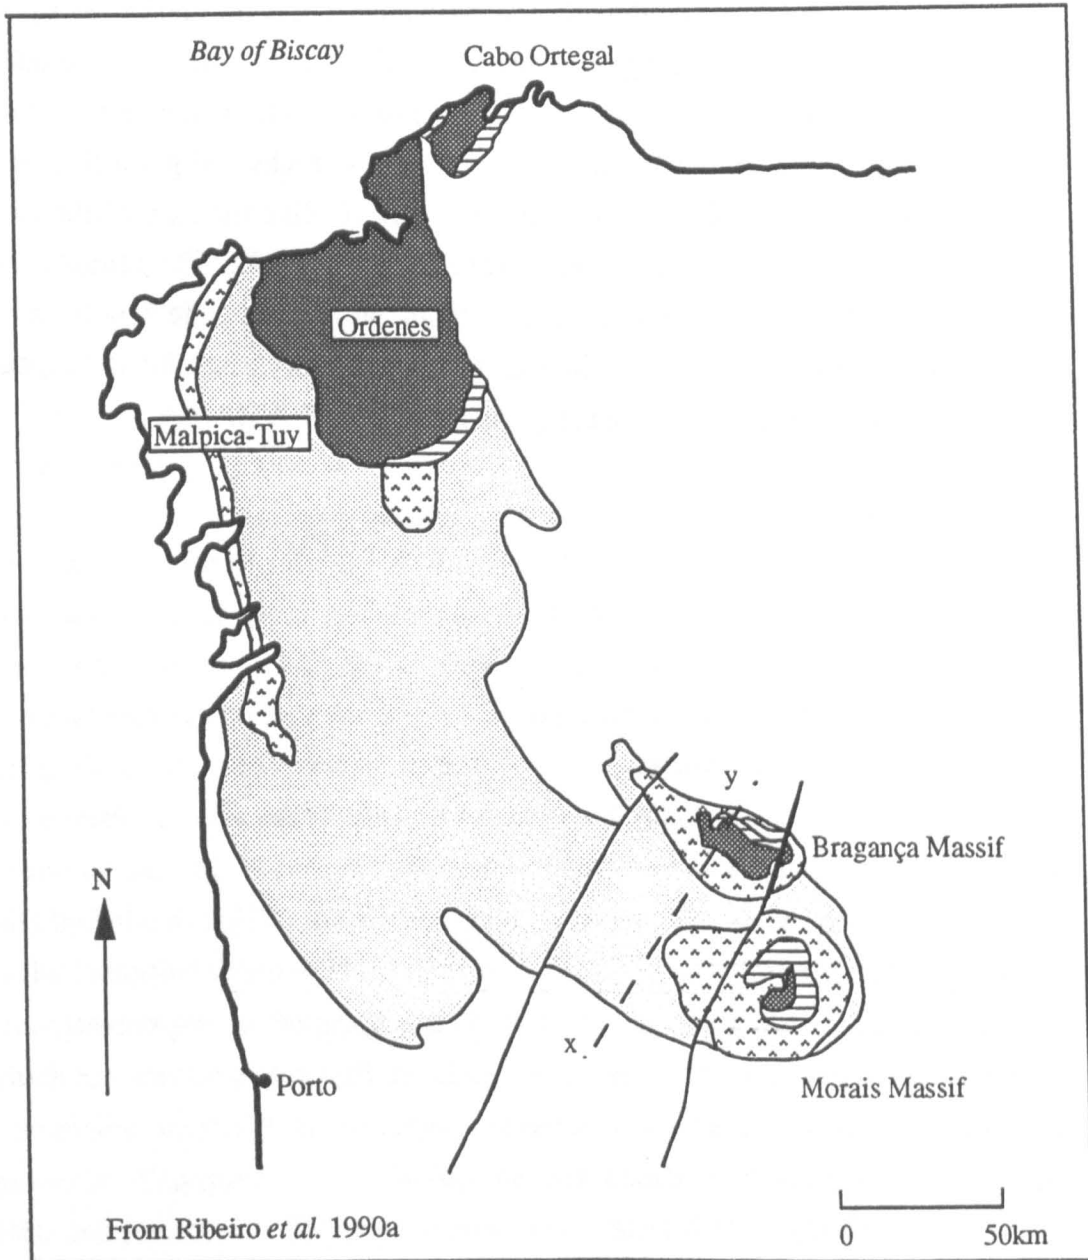 Bay of Biscay
Cabo Ortegal
Ordenes
Malpica-Tuy
y .
Bragança Massif
N
x .
Porto
Morais Massif
From Ribeiro et al. 1990a
0 50km